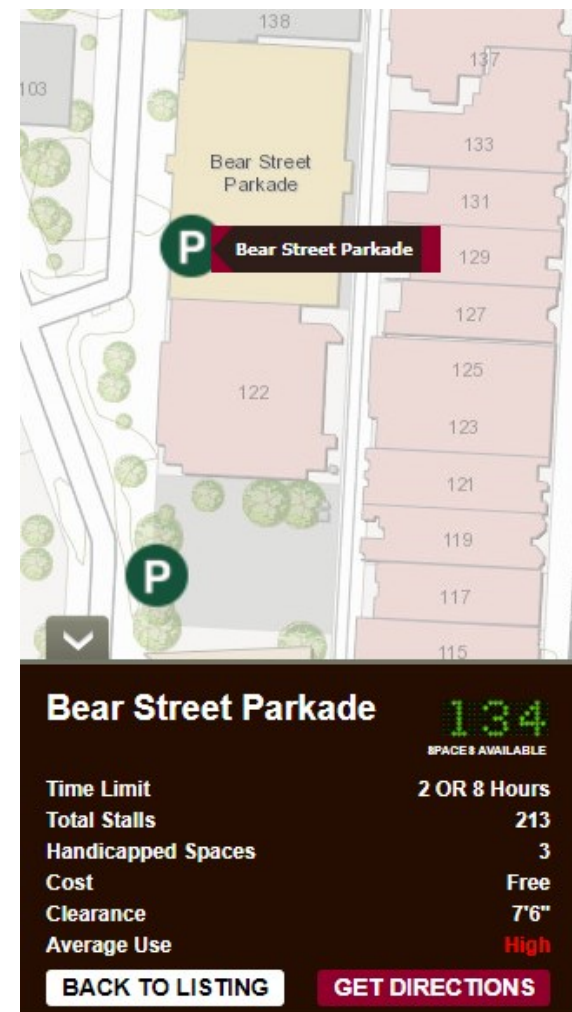 138
137
103
133
Bear Street
Parkade
131
P
Bear Street Parkade
129
127
125
122
123
121
119
P
117
115
Bear Street Parkade
134
SPACES AVAILABLE
Time Limit 2 OR 8 Hours
Total Stalls 213
Handicapped Spaces 3
Cost Free
Clearance 7'6"
Average Use High
BACK TO LISTING GET DIRECTIONS